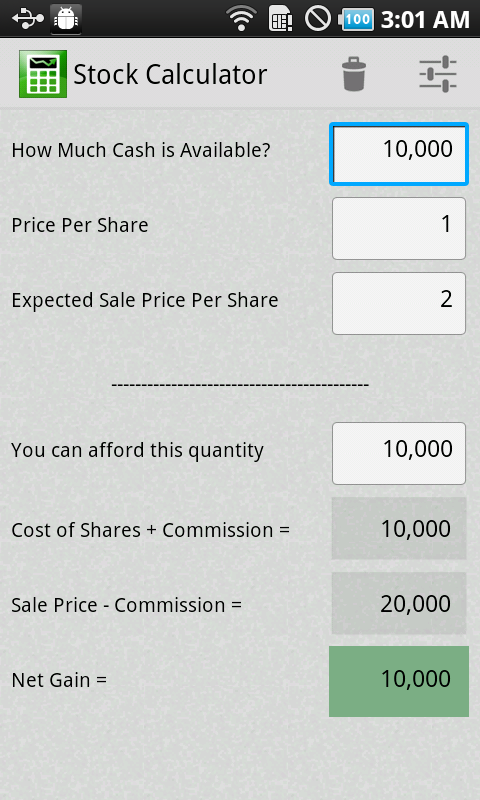 100 3:01 AM
Stock Calculator
How Much Cash is Available? 10,000
Price Per Share 1
Expected Sale Price Per Share 2
-------------------------------------------
You can afford this quantity 10,000
Cost of Shares + Commission = 10,000
Sale Price - Commission = 20,000
Net Gain = 10,000